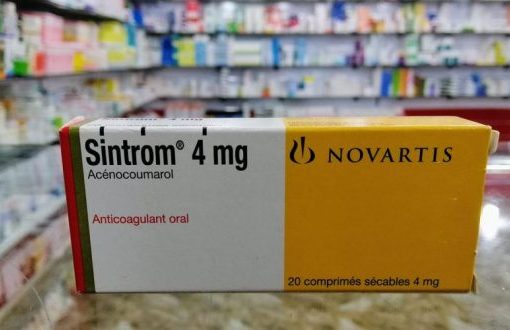 Sintrom® 4 mg
Acénocoumarol
Anticoagulant oral
NOVARTIS
20 comprimés sécables 4 mg